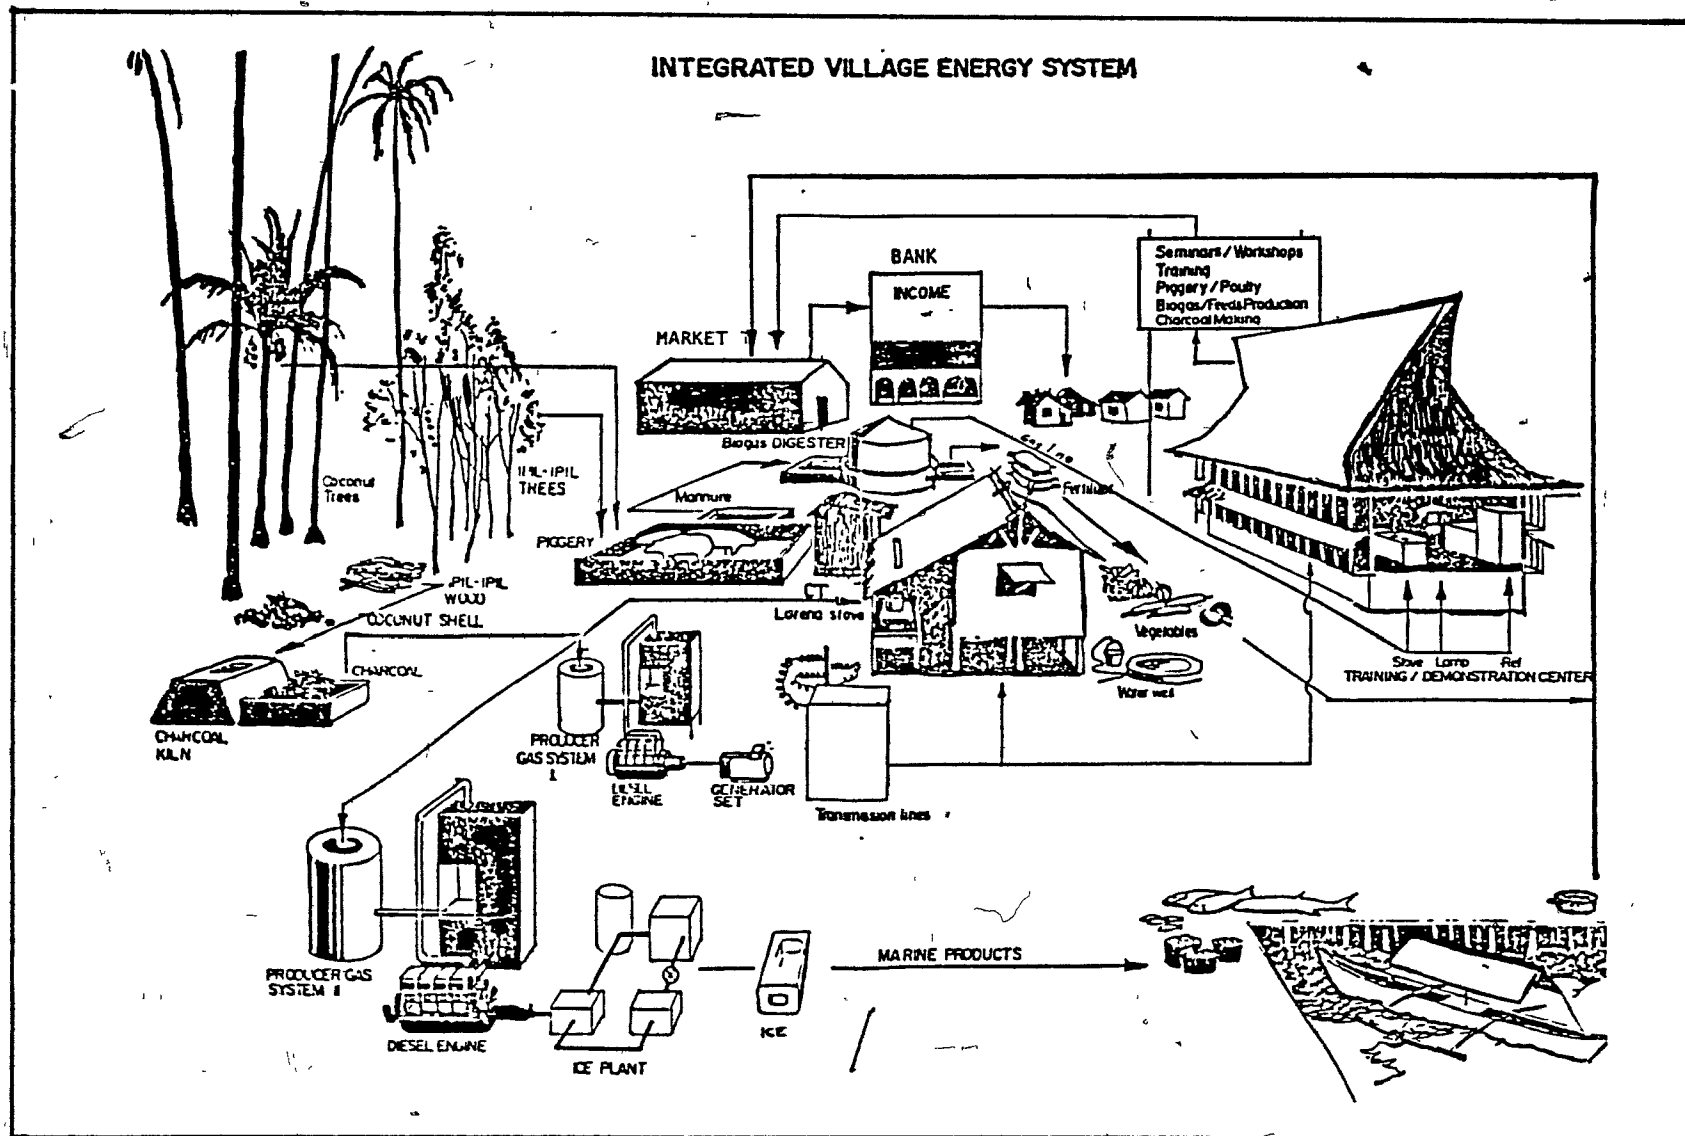 INTEGRATED VILLAGE ENERGY SYSTEM
Seminars / Workshops
Training
Piggery / Poulty
Biogas/Feeds Production
Charcoal Making
BANK
INCOME
MARKET
Biogas DIGESTER
Gas line
Fertilizer
Coconut
Trees
IPIL-IPIL
TREES
Mannure
PIGGERY
IPIL-IPIL
WOOD
COCONUT SHELL
Lorena stove
Vegetables
Water well
Stove Lamp Ref
TRAINING / DEMONSTRATION CENTER
CHARCOAL
CHARCOAL
KILN
PRODUCER
GAS SYSTEM
I
DIESEL
ENGINE
GENERATOR
SET
Transmission lines
PRODUCER GAS
SYSTEM II
DIESEL ENGINE
ICE PLANT
ICE
MARINE PRODUCTS